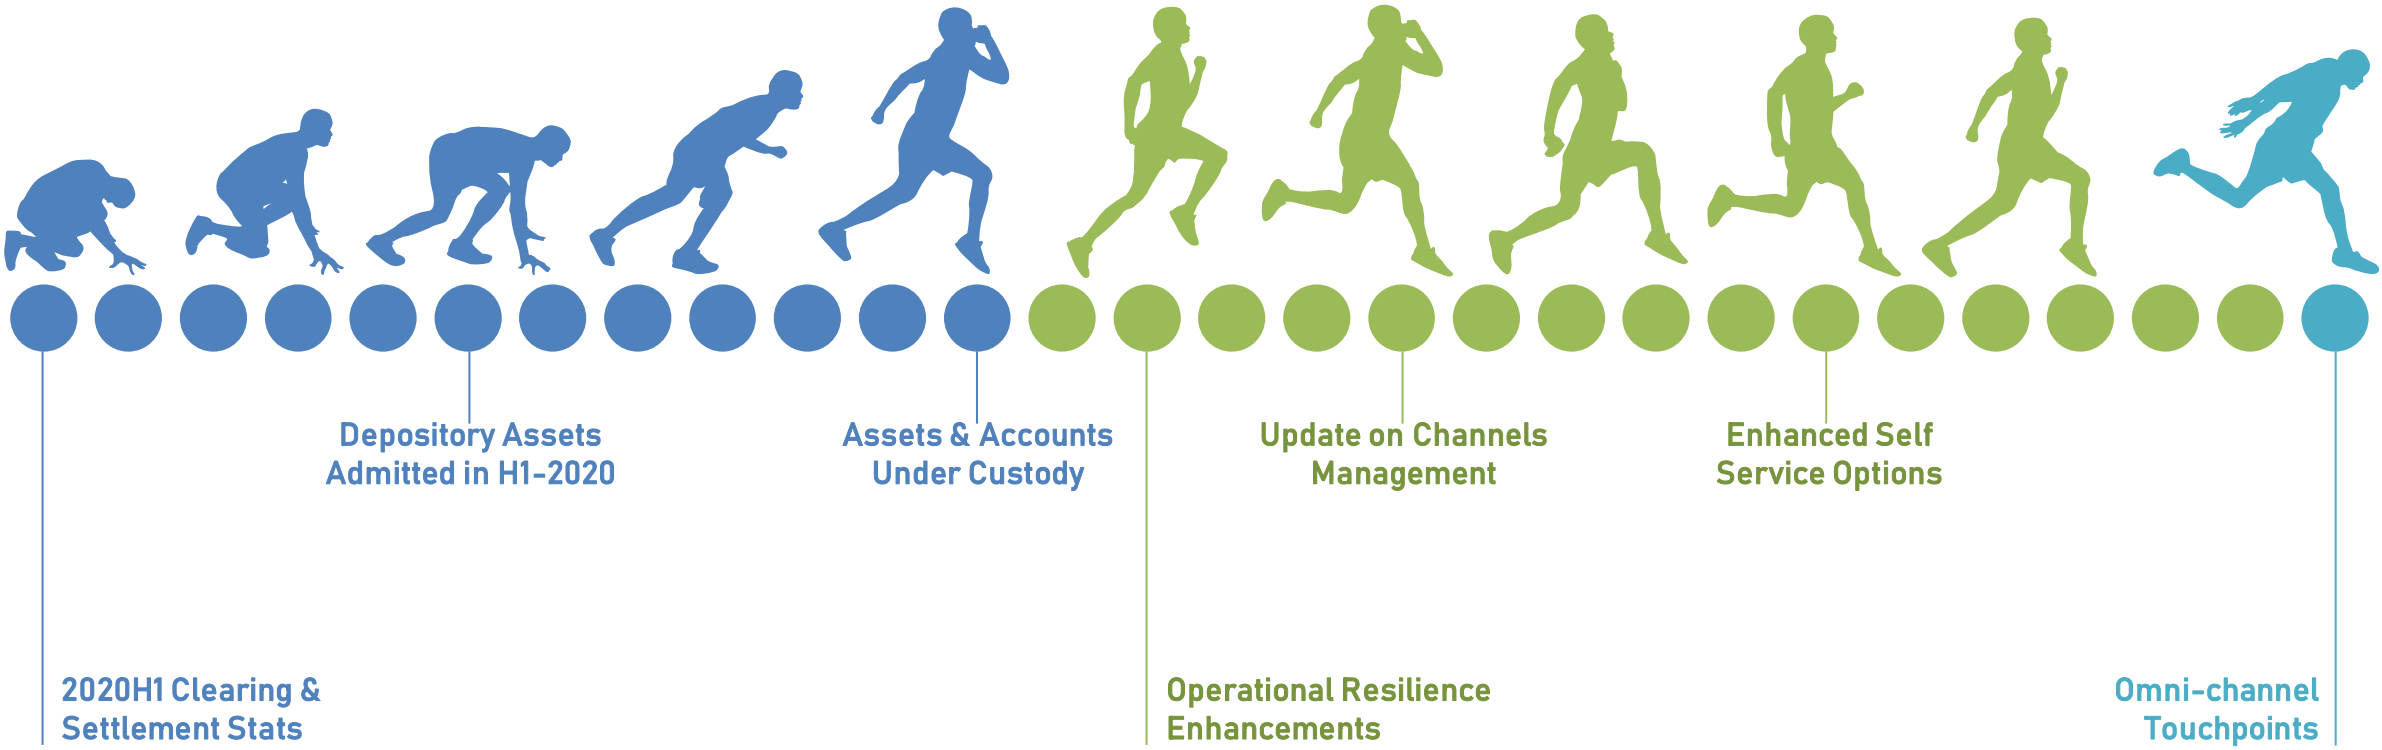 Depository Assets
Admitted in H1-2020
Assets & Accounts
Under Custody
Update on Channels
Management
Enhanced Self
Service Options
2020H1 Clearing &
Settlement Stats
Operational Resilience
Enhancements
Omni-channel
Touchpoints